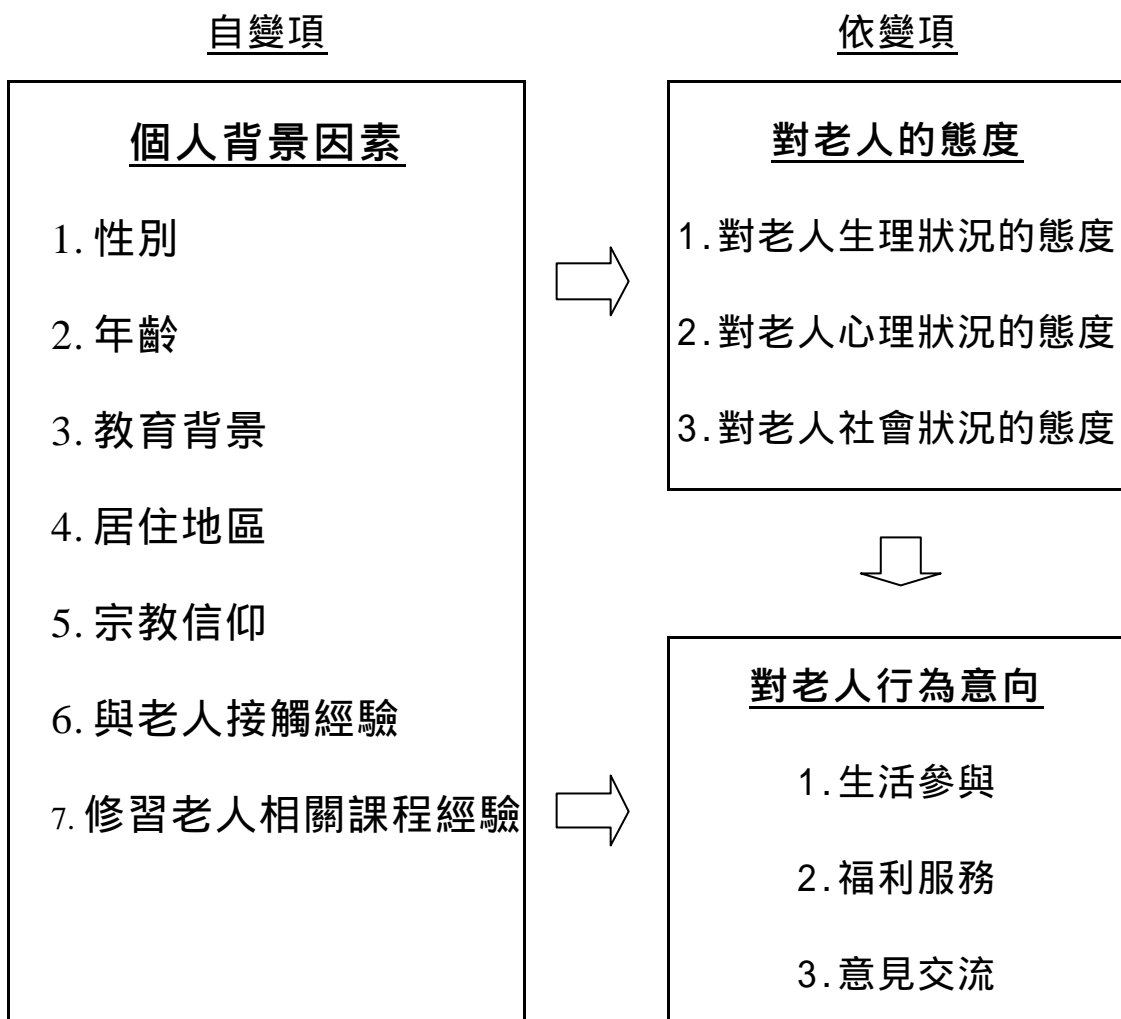 自變項
依變項
個人背景因素
1. 性別
2. 年齡
3. 教育背景
4. 居住地區
5. 宗教信仰
6. 與老人接觸經驗
7. 修習老人相關課程經驗
對老人的態度
1.對老人生理狀況的態度
2.對老人心理狀況的態度
3.對老人社會狀況的態度
對老人行為意向
1.生活參與
2.福利服務
3.意見交流